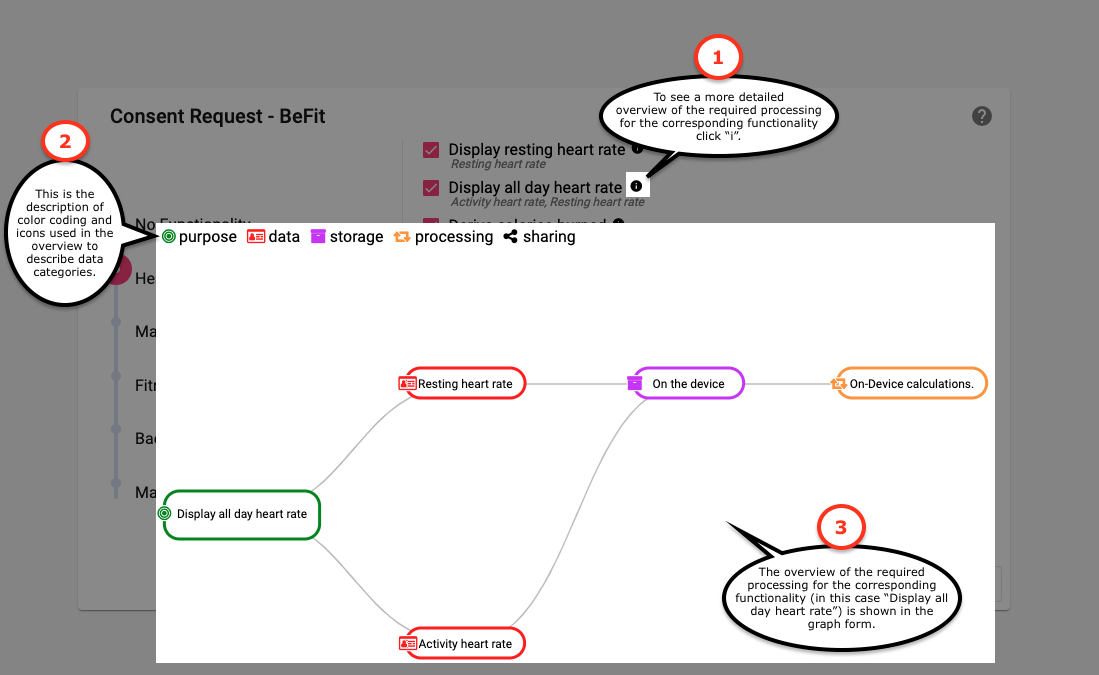 1
To see a more detailed
overview of the required processing
for the corresponding functionality
click “i”.
Consent Request - BeFit
?
2
This is the
description of
color coding and
icons used in the
overview to
describe data
categories.
Display resting heart rate
Resting heart rate
Display all day heart rate
Activity heart rate, Resting heart rate
No Functionality
purpose data storage processing sharing
Hea
Ma
Fitn
Bac
Ma
Resting heart rate
On the device
On-Device calculations.
Display all day heart rate
Activity heart rate
3
The overview of the required
processing for the corresponding
functionality (in this case “Display all
day heart rate”) is shown in the
graph form.